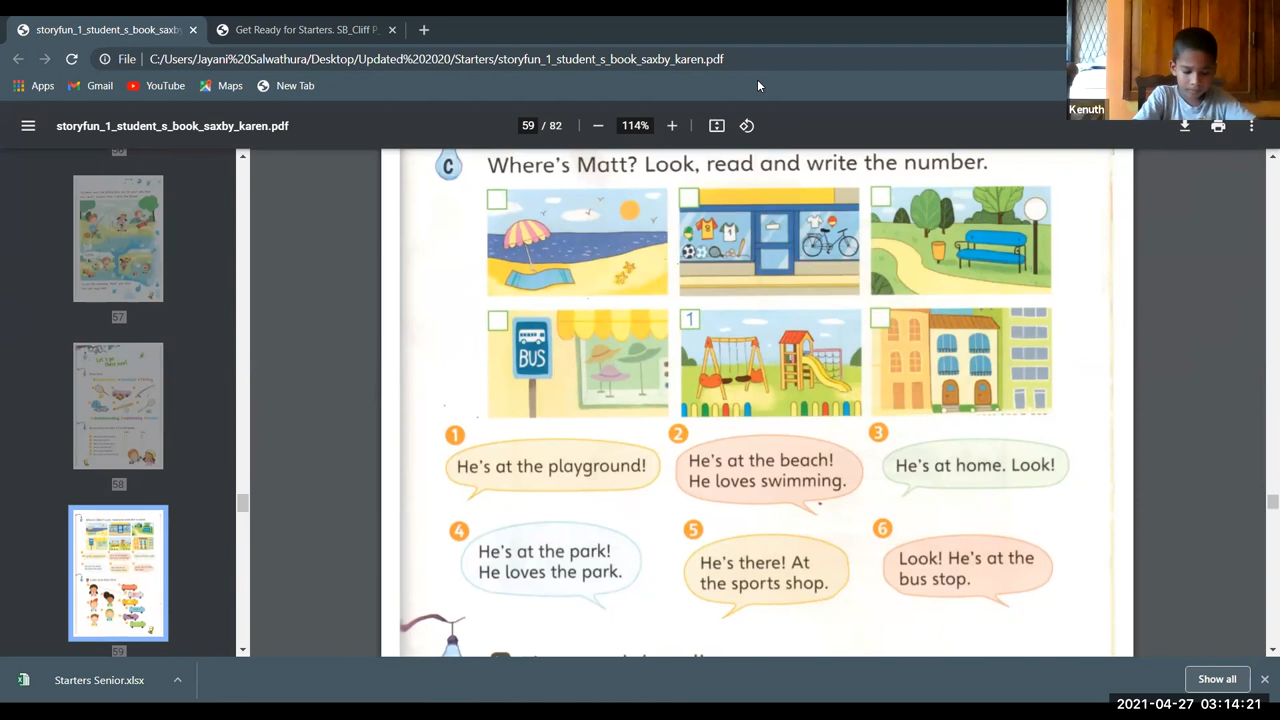 storyfun_1_student_s_book_saxby
Get Ready for Starters. SB_Cliff P
File
C:/Users/Jayani%20Salwathura/Desktop/Updated%202020/Starters/storyfun_1_student_s_book_saxby_karen.pdf
Apps
Gmail
YouTube
Maps
New Tab
Kenuth
storyfun_1_student_s_book_saxby_karen.pdf
59 / 82
114%
57
58
59
C Where's Matt? Look, read and write the number.
BUS
1
1 He's at the playground!
2 He's at the beach!
He loves swimming.
3 He's at home. Look!
4 He's at the park!
He loves the park.
5 He's there! At
the sports shop.
6 Look! He's at the
bus stop.
Starters Senior.xlsx
Show all
2021-04-27 03:14:21